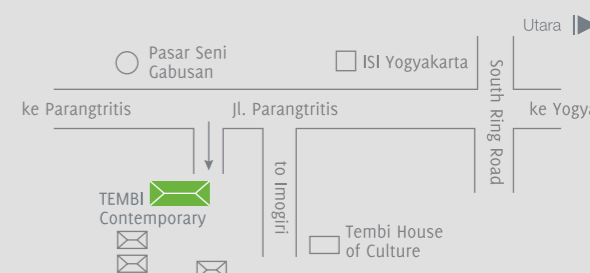 Utara
Pasar Seni
Gabusan
ISI Yogyakarta
ke Parangtritis
Jl. Parangtritis
South Ring Road
to Imogiri
TEMBI
Contemporary
Tembi House
of Culture